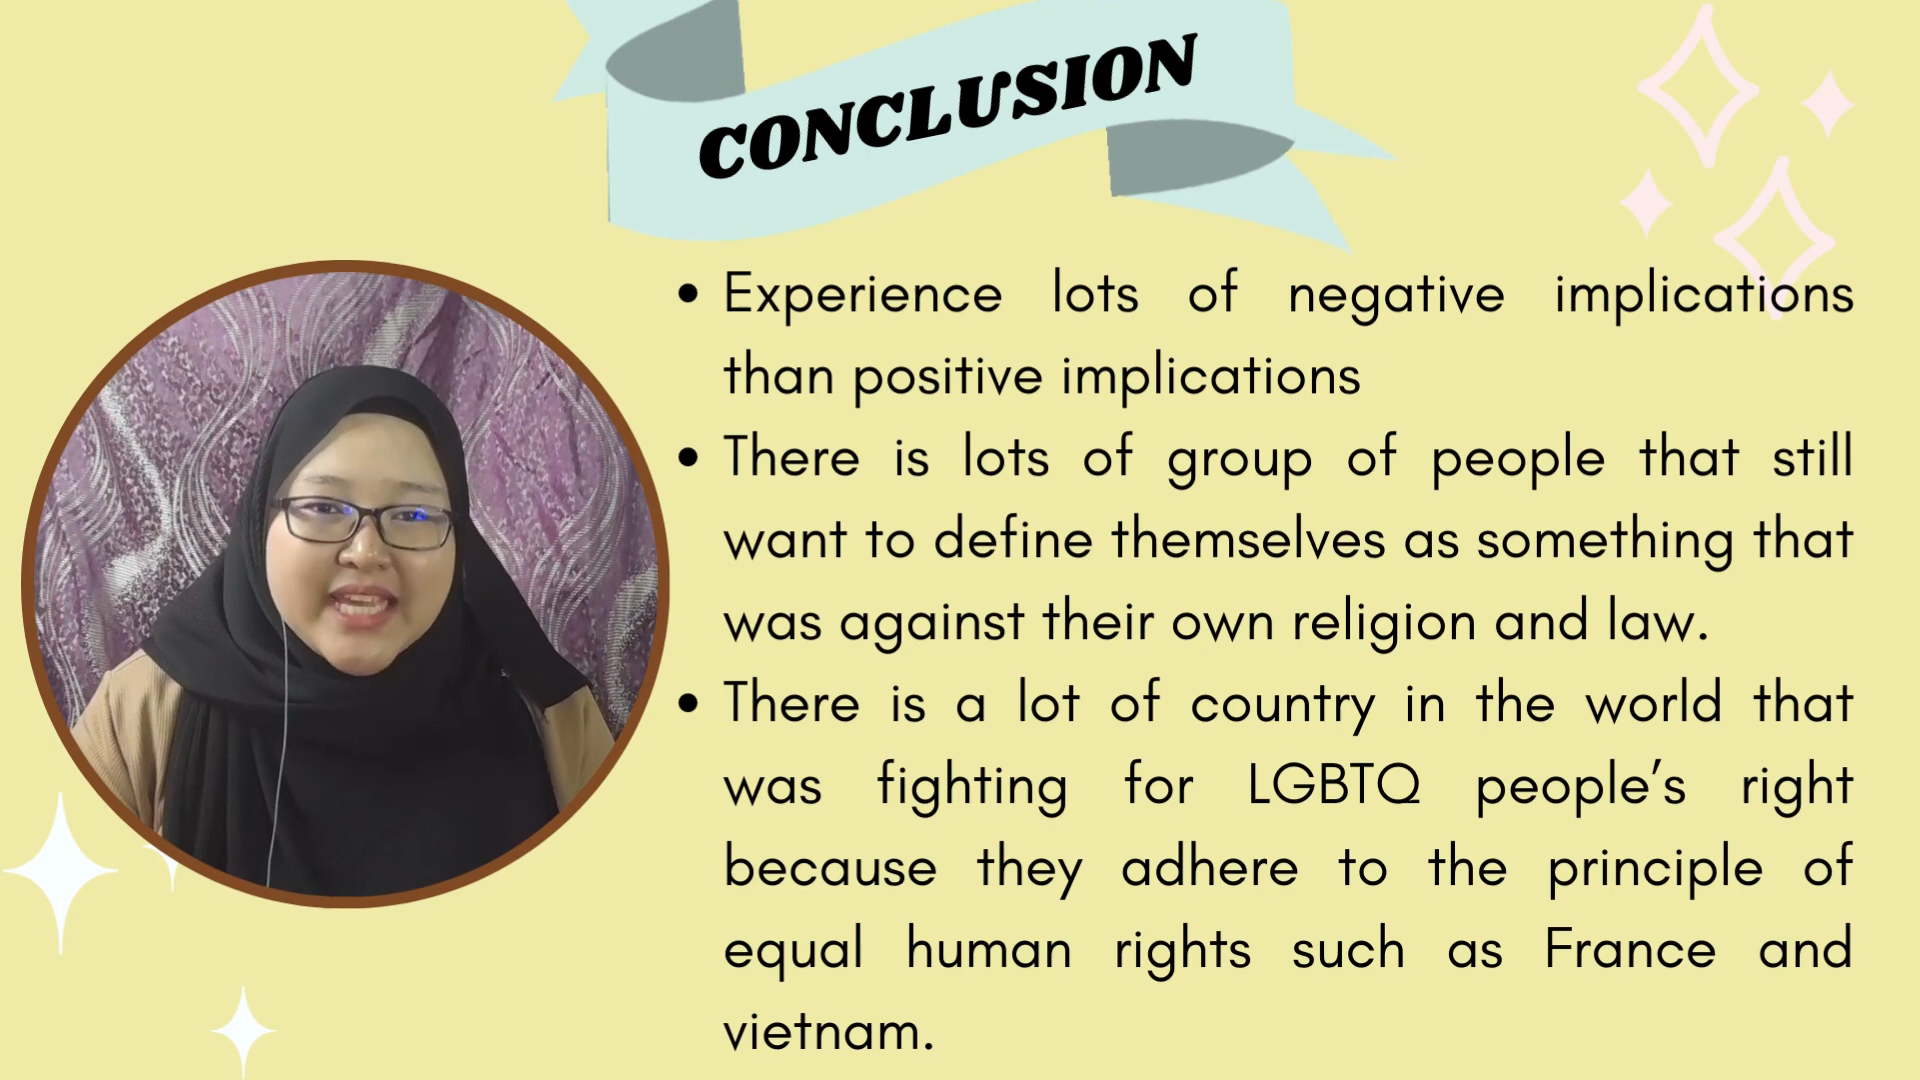 CONCLUSION
• Experience lots of negative implications
than positive implications
• There is lots of group of people that still
want to define themselves as something that
was against their own religion and law.
• There is a lot of country in the world that
was fighting for LGBTQ people’s right
because they adhere to the principle of
equal human rights such as France and
vietnam.